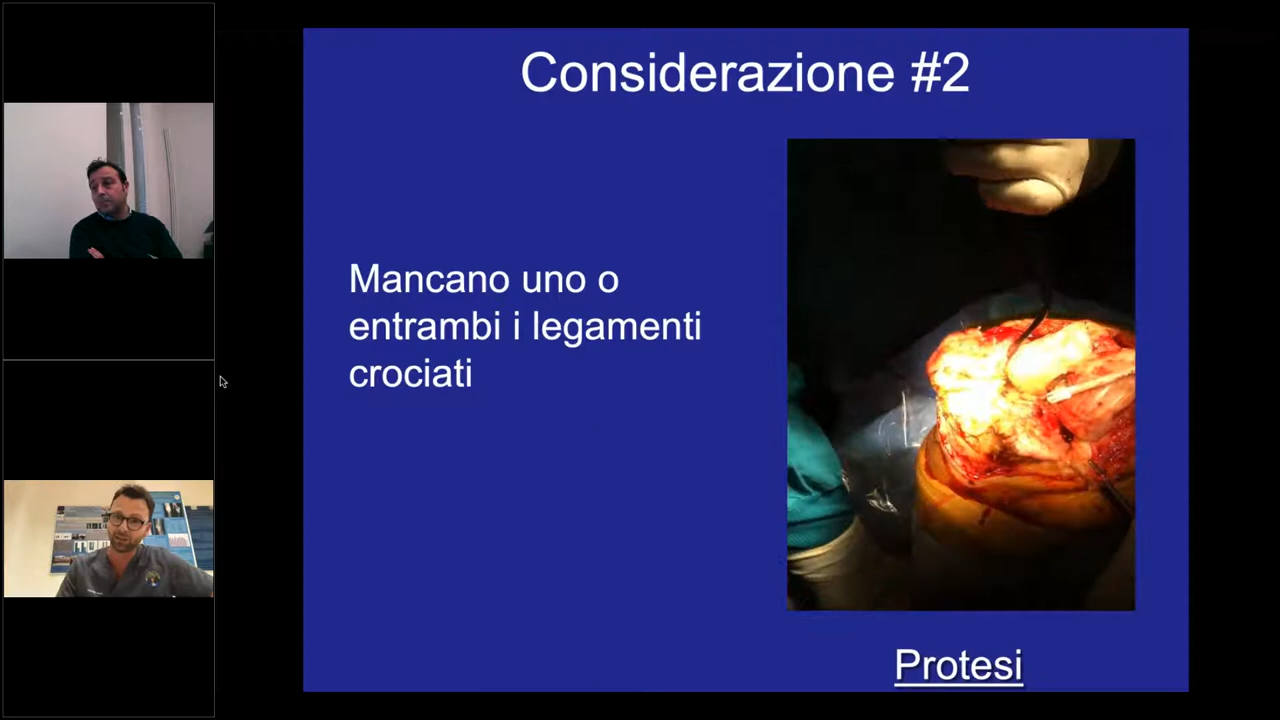 Considerazione #2
Mancano uno o
entrambi i legamenti
crociati
Protesi